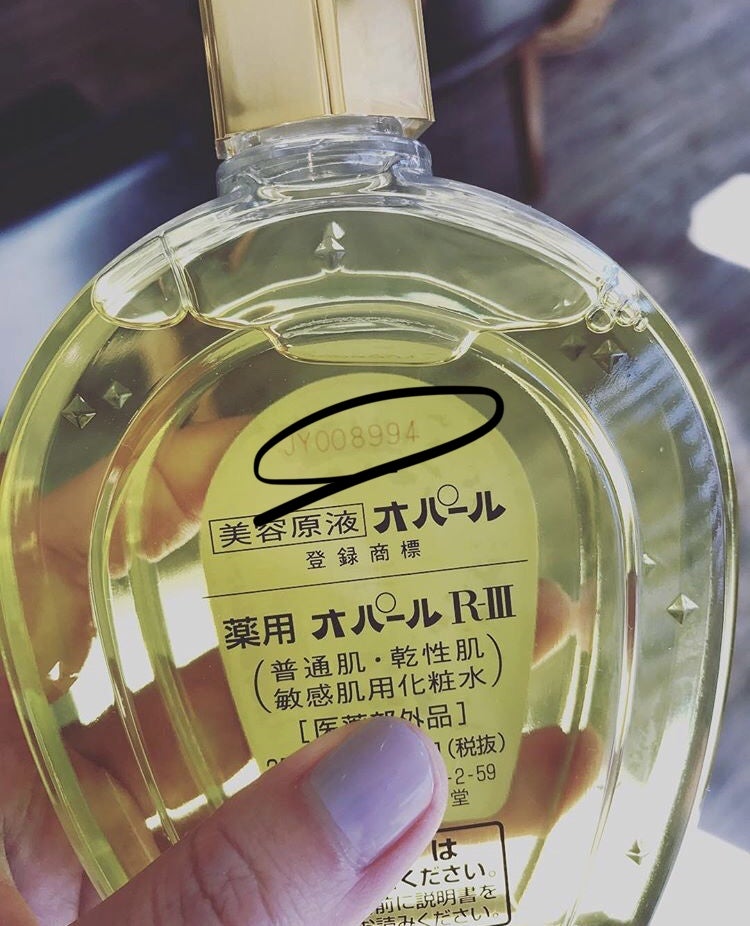 JY008994
美容原液 オパール
登録商標
薬用 オパール R-III
(普通肌・乾性肌
敏感肌用化粧水)
[医薬部外品]
(税抜)
-2-59
堂
は
ください。
前に説明書を
お読みください。